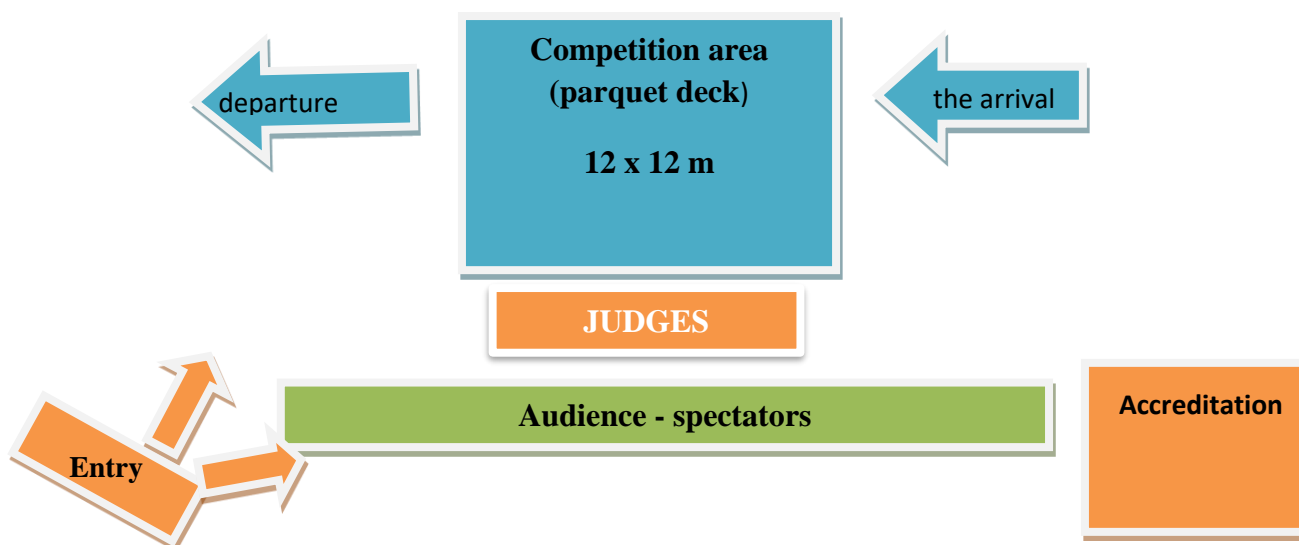 Competition area
(parquet deck)
12 x 12 m
departure
the arrival
JUDGES
Audience - spectators
Accreditation
Entry